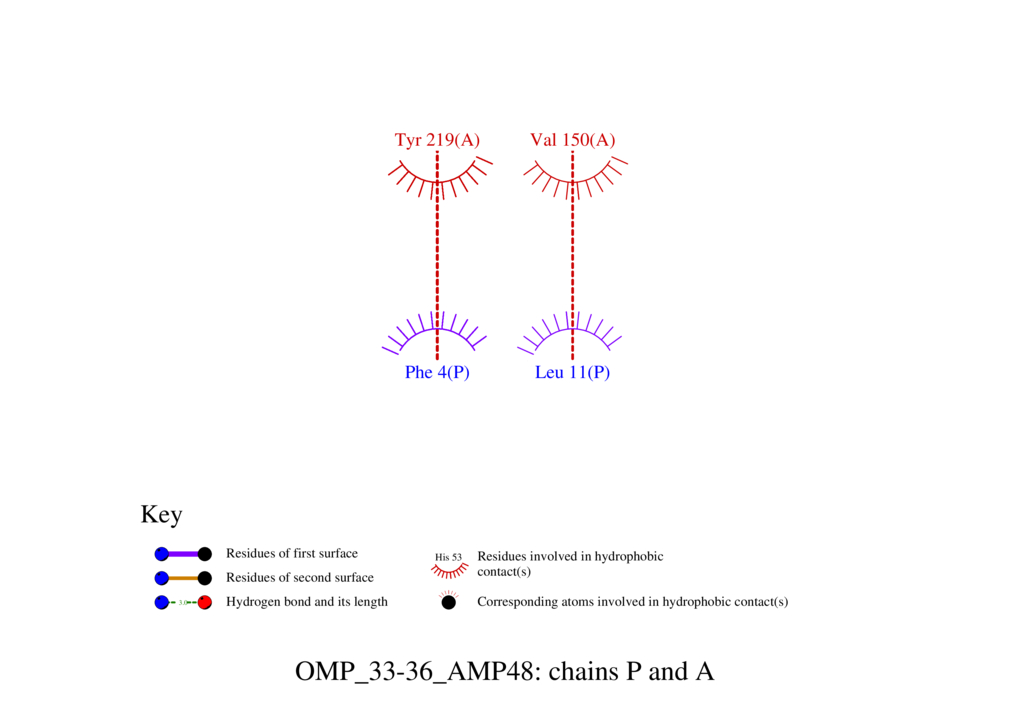 Tyr 219(A) Val 150(A)
Phe 4(P) Leu 11(P)
Key
Residues of first surface
Residues of second surface
3.0
Hydrogen bond and its length
His 53
Residues involved in hydrophobic
contact(s)
Corresponding atoms involved in hydrophobic contact(s)
OMP_33-36_AMP48: chains P and A